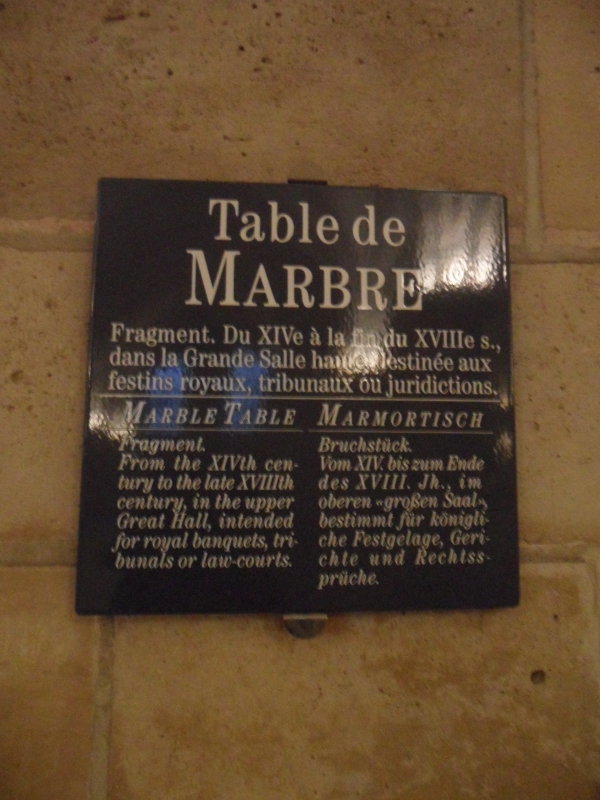 Table de
MARBRE
Fragment. Du XIVe à la fin du XVIIIe s.,
dans la Grande Salle haute destinée aux
festins royaux, tribunaux ou juridictions.
MARBLE TABLE
Fragment.
From the XIVth cen-
tury to the late XVIIIth
century, in the upper
Great Hall, intended
for royal banquets, tri-
bunals or law-courts.
MARMORTISCH
Bruchstück.
Vom XIV. bis zum Ende
des XVIII. Jh., im
oberen «großen Saal»,
bestimmt für königli-
che Festgelage, Geri-
chte und Rechtss-
prüche.